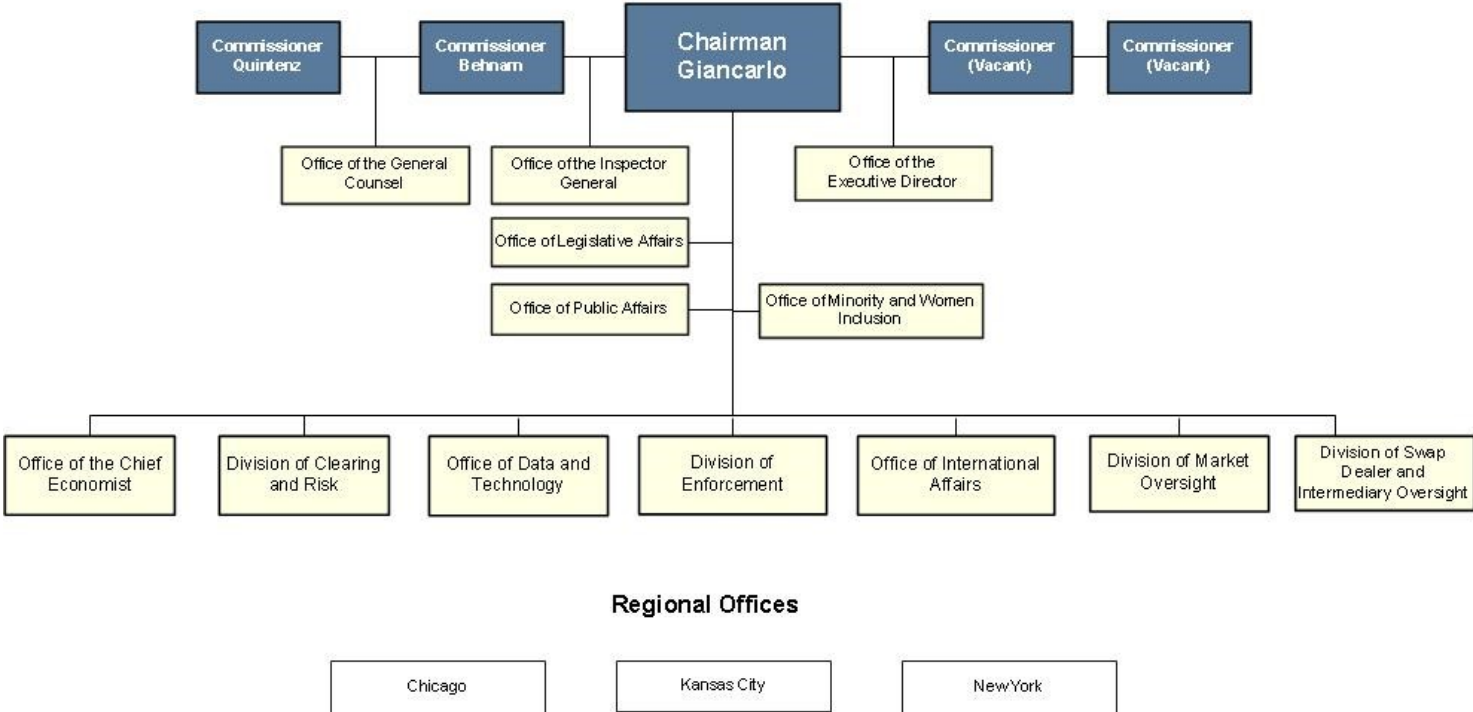 Commissioner
Quintenz
Commissioner
Behnam
Chairman
Giancarlo
Commissioner
(Vacant)
Commissioner
(Vacant)
Office of the General
Counsel
Office of the Inspector
General
Office of the
Executive Director
Office of Legislative Affairs
Office of Public Affairs
Office of Minority and Women
Inclusion
Office of the Chief
Economist
Division of Clearing
and Risk
Office of Data and
Technology
Division of
Enforcement
Office of International
Affairs
Division of Market
Oversight
Division of Swap
Dealer and
Intermediary Oversight
Regional Offices
Chicago
Kansas City
New York